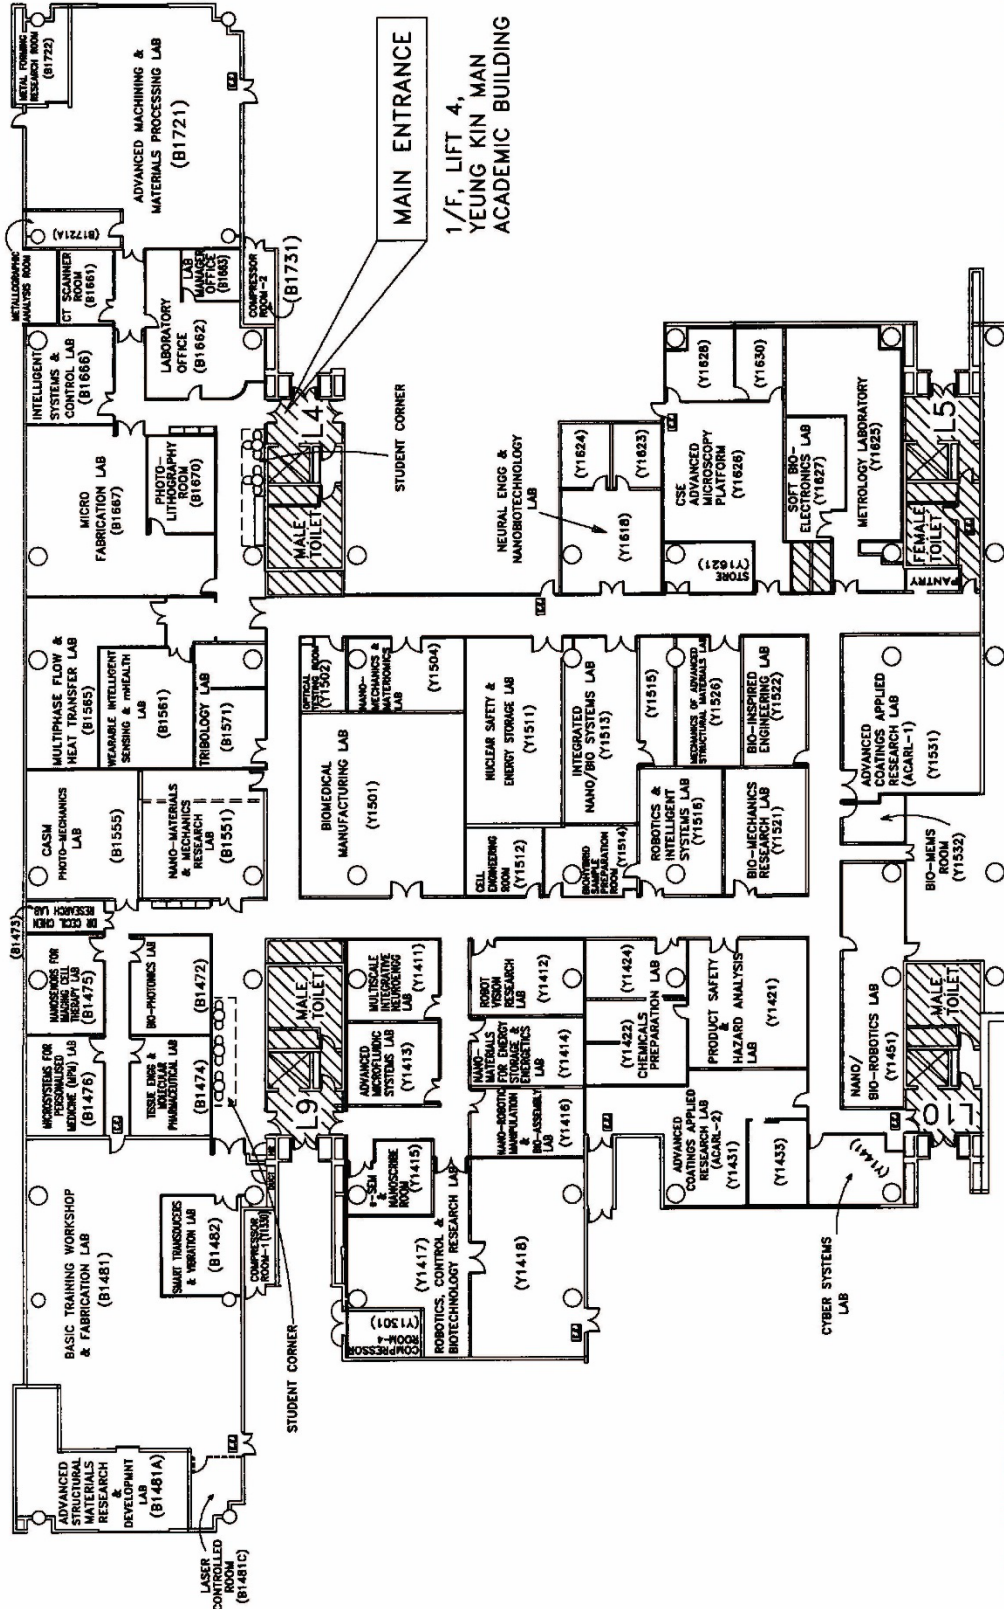 METAL FORMING
RESEARCH ROOM
(B1722)
ADVANCED MACHINING &
MATERIALS PROCESSING LAB
(B1721)
(B1721A)
METALLOGRAPHIC
ANALYSIS ROOM
CT SCANNER
ROOM
(B1661)
LAB
MANAGER
OFFICE
(B1663)
COMPRESSOR
ROOM-2
(B1731)
LABORATORY
OFFICE
(B1662)
INTELLIGENT
SYSTEMS &
CONTROL LAB
(B1666)
MAIN ENTRANCE
1/F, LIFT 4,
YEUNG KIN MAN
ACADEMIC BUILDING
L4
STUDENT CORNER
MALE
TOILET
MICRO
FABRICATION LAB
(B1667)
PHOTO-
LITHOGRAPHY
ROOM
(B1670)
MULTIPHASE FLOW &
HEAT TRANSFER LAB
(B1565)
WEARABLE INTELLIGENT
SENSING & mHEALTH
LAB
(B1561)
TRIBOLOGY LAB
(B1571)
CASM
PHOTO-MECHANICS
LAB
(B1555)
NANO-MATERIALS
& MECHANICS
RESEARCH
LAB
(B1551)
(B1473)
DR CECIL CHEN
RESEARCH LAB
NANOSENSORS FOR
IMAGING CELL
THERAPY LAB
(B1475)
BIO-PHOTONICS LAB
(B1472)
MICROSYSTEMS FOR
PERSONALISED
MEDICINE (MPM) LAB
(B1476)
TISSUE ENGG &
MOLECULAR
PHARMACEUTICAL LAB
(B1474)
MALE
TOILET
L9
HR
DUCT
BASIC TRAINING WORKSHOP
& FABRICATION LAB
(B1481)
SMART TRANSDUCERS
& VIBRATION LAB
(B1482)
COMPRESSOR
ROOM-1 (Y1330)
STUDENT CORNER
ADVANCED
STRUCTURAL
MATERIALS
RESEARCH
&
DEVELOPMNT
LAB
(B1481A)
LASER
CONTROLLED
ROOM
(B1481C)
NEURAL ENGG &
NANOBIOTECHNOLOGY
LAB
(Y1624)
(Y1623)
(Y1618)
(Y1628)
(Y1630)
CSE
ADVANCED
MICROSCOPY
PLATFORM
(Y1626)
STORE
(Y1621)
SOFT BIO-
ELECTRONICS LAB
(Y1627)
METROLOGY LABORATORY
(Y1625)
L5
FEMALE
TOILET
PANTRY
OPTICAL
TESTING ROOM
(Y1502)
NANO-
MECHANICS &
MATERIOMICS
LAB
(Y1504)
BIOMEDICAL
MANUFACTURING LAB
(Y1501)
NUCLEAR SAFETY &
ENERGY STORAGE LAB
(Y1511)
CELL
ENGINEERING
ROOM
(Y1512)
INTEGRATED
NANO/BIO SYSTEMS LAB
(Y1513)
BIOHYBRID
SAMPLE
PREPARATION
ROOM
(Y1514)
(Y1515)
ROBOTICS &
INTELLIGENT
SYSTEMS LAB
(Y1516)
MECHANICS OF ADVANCED
STRUCTURAL MATERIALS LAB
(Y1526)
BIO-INSPIRED
ENGINEERING LAB
(Y1522)
BIO-MECHANICS
RESEARCH LAB
(Y1521)
ADVANCED
COATINGS APPLIED
RESEARCH LAB
(ACARL-1)
(Y1531)
BIO-MEMS
ROOM
(Y1532)
MULTISCALE
INTEGRATIVE
NEUROENGG
LAB
(Y1411)
ADVANCED
MICROFLUIDIC
SYSTEMS LAB
(Y1413)
ROBOT
VISION
RESEARCH
LAB
(Y1412)
NANO-
MATERIALS
FOR ENERGY
STORAGE &
ENERGETICS
LAB
(Y1414)
NANO-ROBOTIC
MANIPULATION
&
BIO-ASSEMBLY
LAB
(Y1416)
e-SEM
&
NANOSCRIBE
ROOM
(Y1415)
(Y1417)
ROBOTICS, CONTROL &
BIOTECHNOLOGY RESEARCH LAB
(Y1418)
COMPRESSOR
ROOM-4
(Y1301)
(Y1424)
(Y1422)
CHEMICALS
PREPARATION LAB
PRODUCT SAFETY
&
HAZARD ANALYSIS
LAB
(Y1421)
ADVANCED
COATINGS APPLIED
RESEARCH LAB
(ACARL-2)
(Y1431)
(Y1433)
(Y1441)
CYBER SYSTEMS
LAB
NANO/
BIO-ROBOTICS LAB
(Y1451)
MALE
TOILET
L10